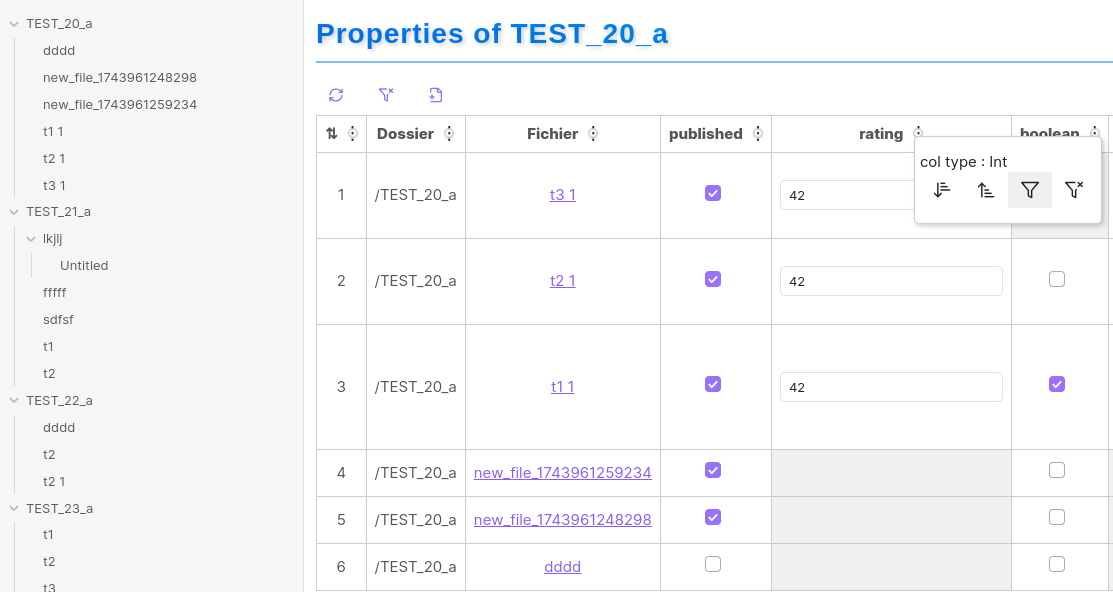 TEST_20_a
dddd
new_file_1743961248298
new_file_1743961259234
t1 1
t2 1
t3 1
TEST_21_a
lkjlj
Untitled
fffff
sdfsf
t1
t2
TEST_22_a
dddd
t2
t2 1
TEST_23_a
t1
t2
t3
Properties of TEST_20_a
⇅ Dossier Fichier published rating boolean
col type : Int
1 /TEST_20_a t3 1 42
2 /TEST_20_a t2 1 42
3 /TEST_20_a t1 1 42
4 /TEST_20_a new_file_1743961259234
5 /TEST_20_a new_file_1743961248298
6 /TEST_20_a dddd